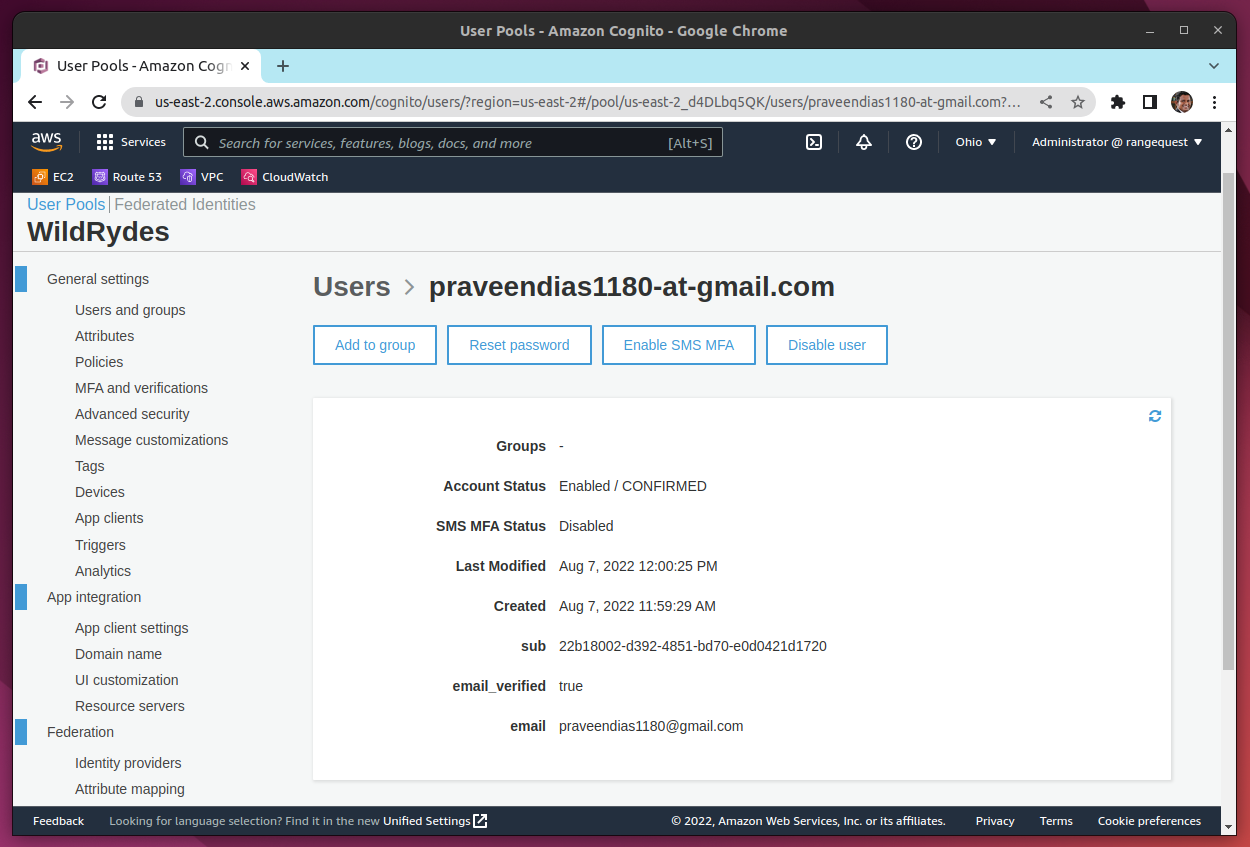 User Pools - Amazon Cognito - Google Chrome
User Pools - Amazon Cogn
us-east-2.console.aws.amazon.com/cognito/users/?region=us-east-2#/pool/us-east-2_d4DLbq5QK/users/praveendias1180-at-gmail.com?...
aws
Services
Search for services, features, blogs, docs, and more
[Alt+S]
Ohio
Administrator @ rangequest
EC2
Route 53
VPC
CloudWatch
User Pools | Federated Identities
WildRydes
General settings
Users and groups
Attributes
Policies
MFA and verifications
Advanced security
Message customizations
Tags
Devices
App clients
Triggers
Analytics
App integration
App client settings
Domain name
UI customization
Resource servers
Federation
Identity providers
Attribute mapping
Users > praveendias1180-at-gmail.com
Add to group
Reset password
Enable SMS MFA
Disable user
Groups -
Account Status Enabled / CONFIRMED
SMS MFA Status Disabled
Last Modified Aug 7, 2022 12:00:25 PM
Created Aug 7, 2022 11:59:29 AM
sub 22b18002-d392-4851-bd70-e0d0421d1720
email_verified true
email praveendias1180@gmail.com
Feedback
Looking for language selection? Find it in the new Unified Settings
© 2022, Amazon Web Services, Inc. or its affiliates.
Privacy
Terms
Cookie preferences